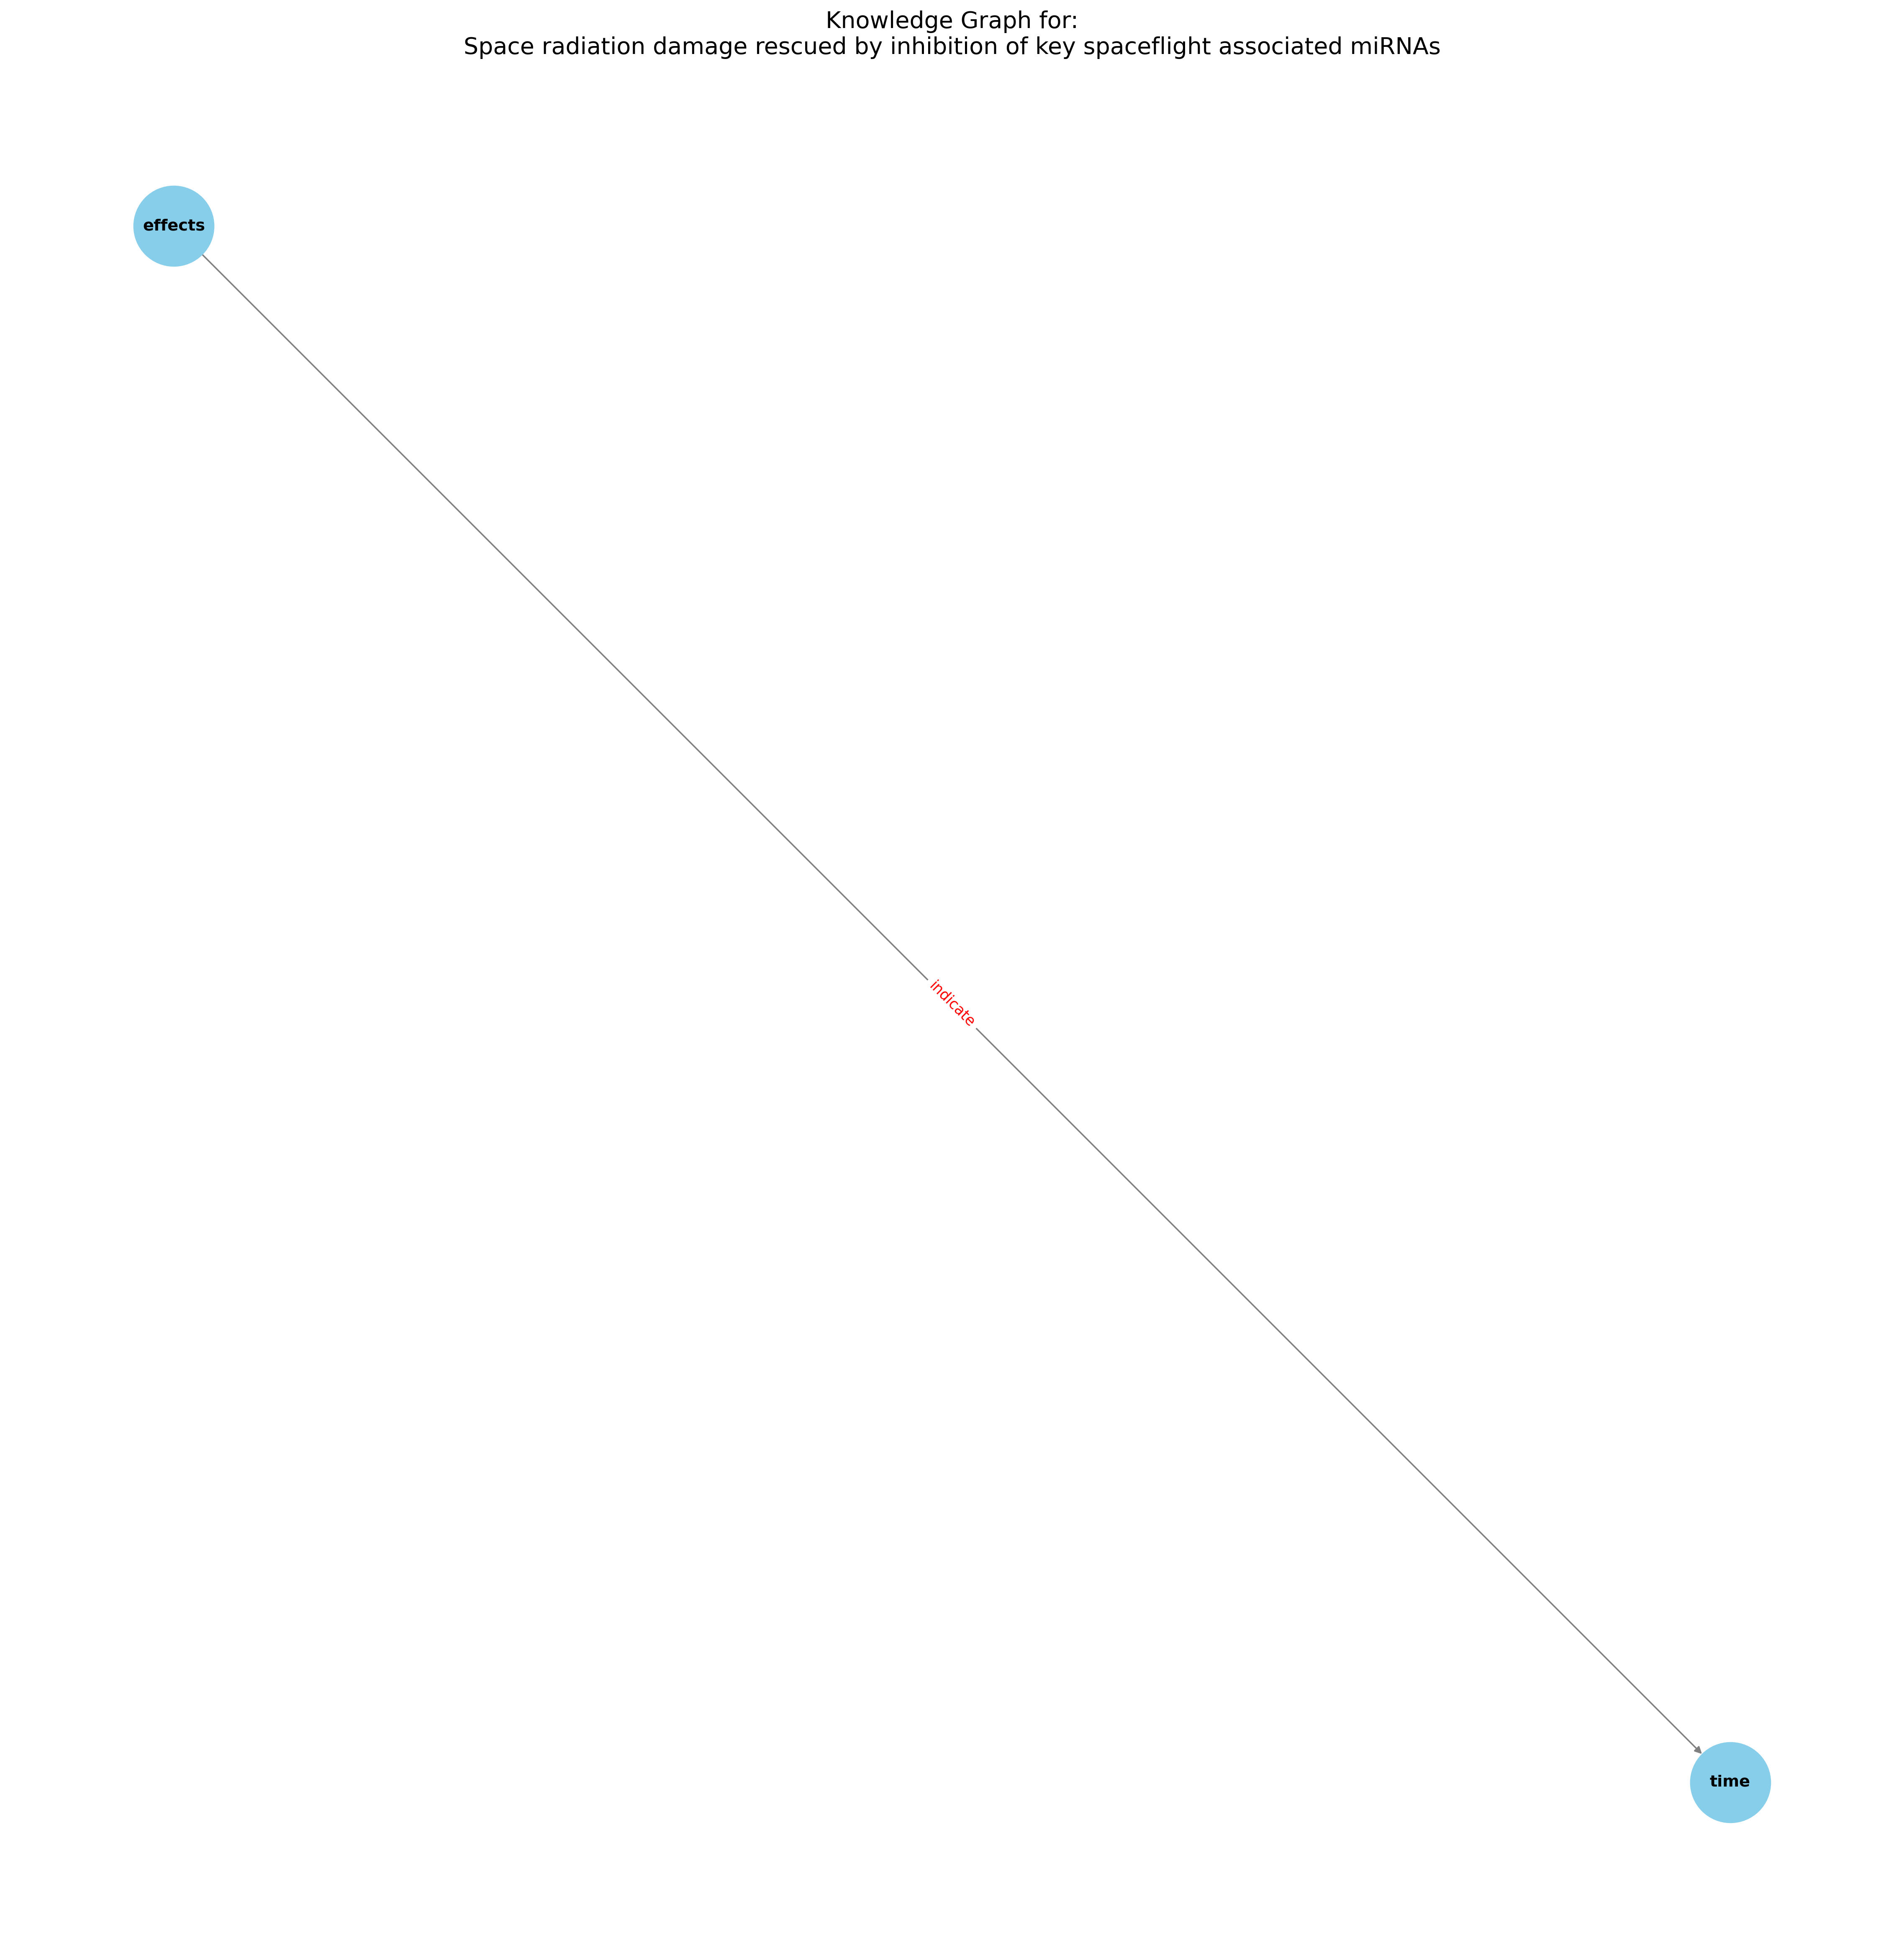 Knowledge Graph for:
Space radiation damage rescued by inhibition of key spaceflight associated miRNAs
effects
indicate
time